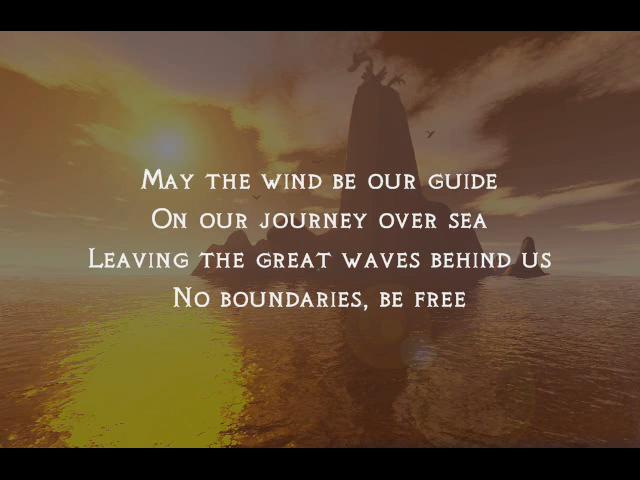 May the wind be our guide
On our journey over sea
Leaving the great waves behind us
No boundaries, be free